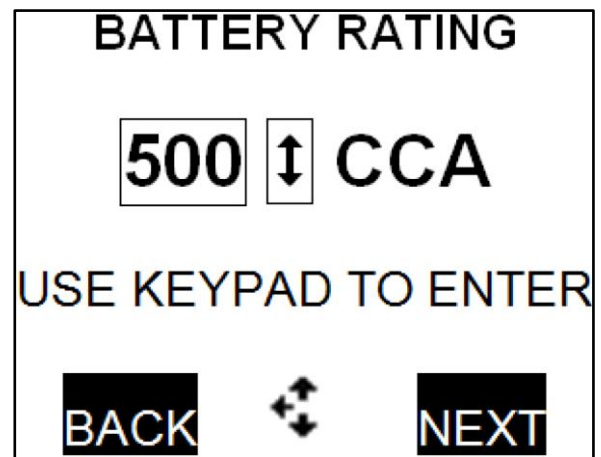 BATTERY RATING
500 ↕ CCA
USE KEYPAD TO ENTER
BACK NEXT